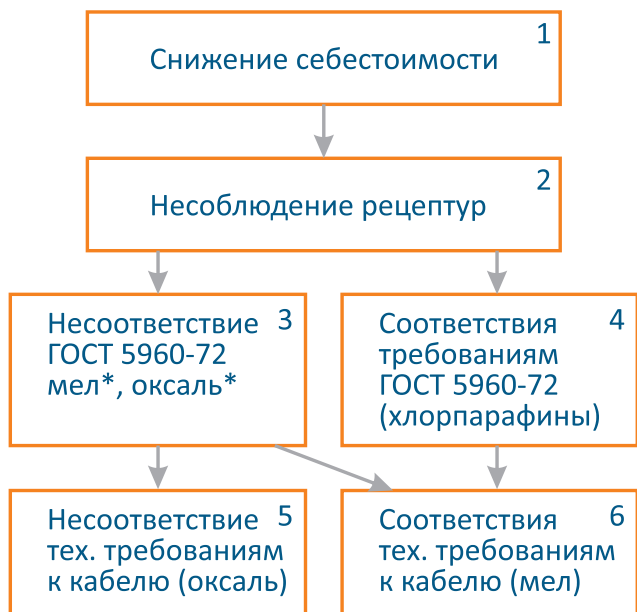 1
Снижение себестоимости
2
Несоблюдение рецептур
Несоответствие 3
ГОСТ 5960-72
мел*, оксаль*
Соответствия 4
требованиям
ГОСТ 5960-72
(хлорпарафины)
Несоответствие 5
тех. требованиям
к кабелю (оксаль)
Соответствия 6
тех. требованиям
к кабелю (мел)